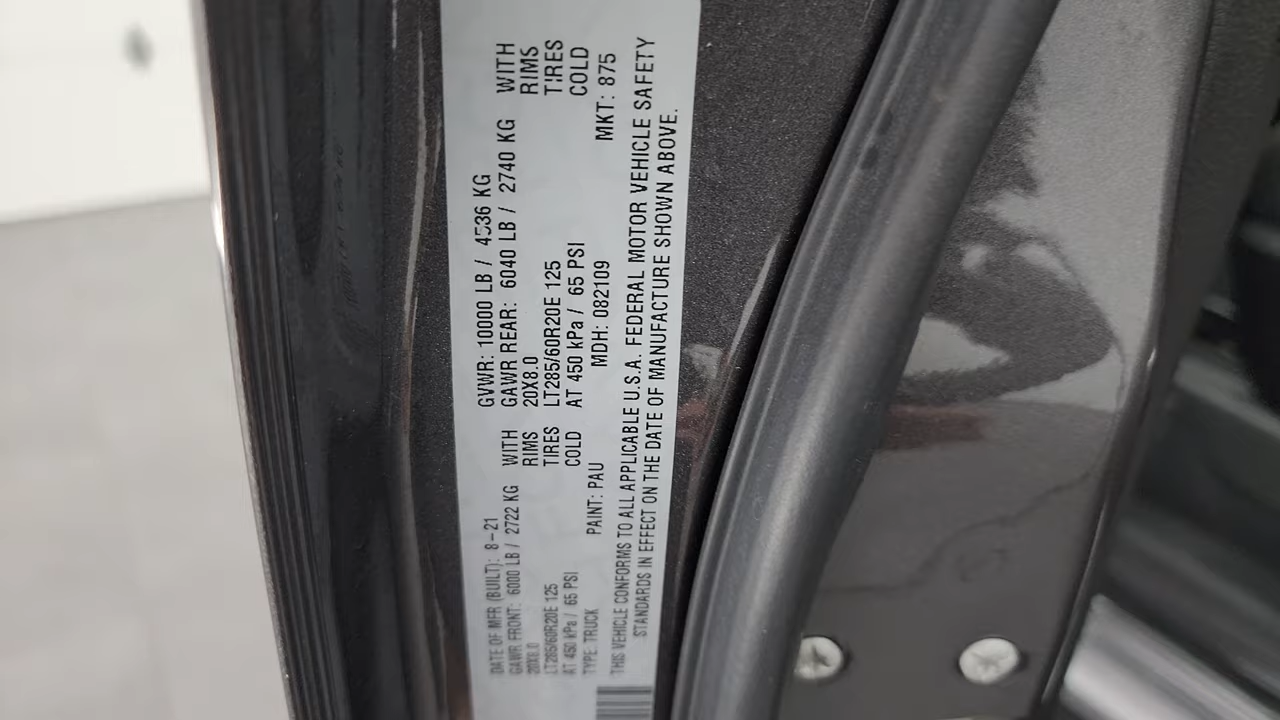 DATE OF MFR (BUILT): 8-21 GVWR: 10000 LB / 4536 KG
GAWR FRONT: 6000 LB / 2722 KG WITH GAWR REAR: 6040 LB / 2740 KG WITH
20X8.0 RIMS 20X8.0 RIMS
LT285/60R20E 125 TIRES LT285/60R20E 125 TIRES
AT 450 kPa / 65 PSI COLD AT 450 kPa / 65 PSI COLD
TYPE: TRUCK PAINT: PAU MDH: 082109 MKT: 875
THIS VEHICLE CONFORMS TO ALL APPLICABLE U.S.A. FEDERAL MOTOR VEHICLE SAFETY
STANDARDS IN EFFECT ON THE DATE OF MANUFACTURE SHOWN ABOVE.